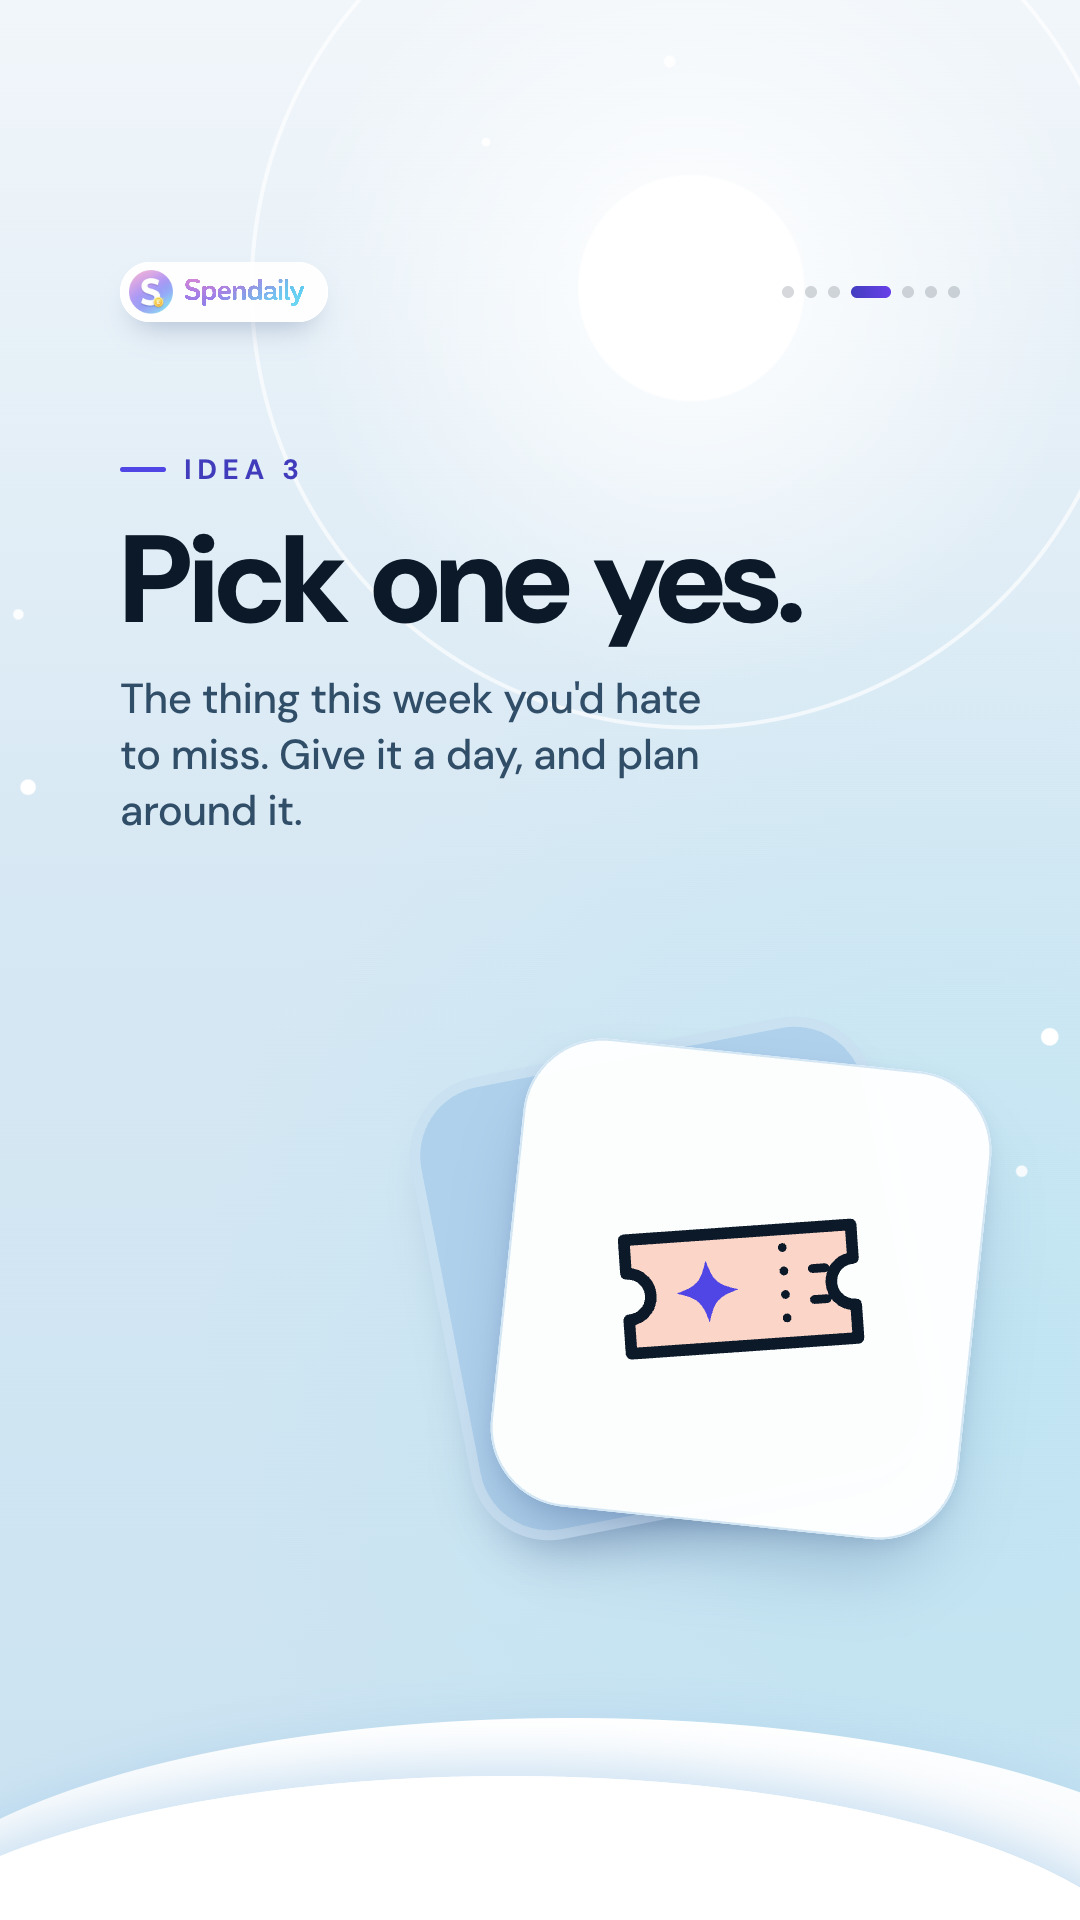 Spendaily
IDEA 3
Pick one yes.
The thing this week you'd hate
to miss. Give it a day, and plan
around it.